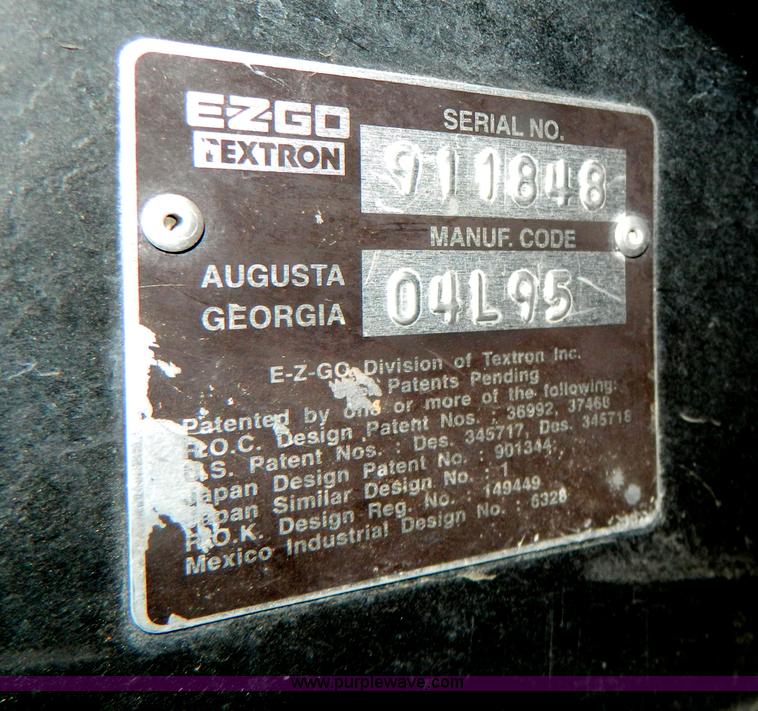 E-Z-GO
TEXTRON
SERIAL NO.
911848
MANUF. CODE
04L95
AUGUSTA
GEORGIA
E-Z-GO Division of Textron Inc.
Patents Pending
Patented by one or more of the following:
R.O.C. Design Patent Nos. : 36992, 37468
U.S. Patent Nos. : Des. 345717, Des. 345718
Japan Design Patent No. : 901344
Japan Similar Design No. : 1
R.O.K. Design Reg. No. : 149449
Mexico Industrial Design No. : 6328
www.purplewave.com